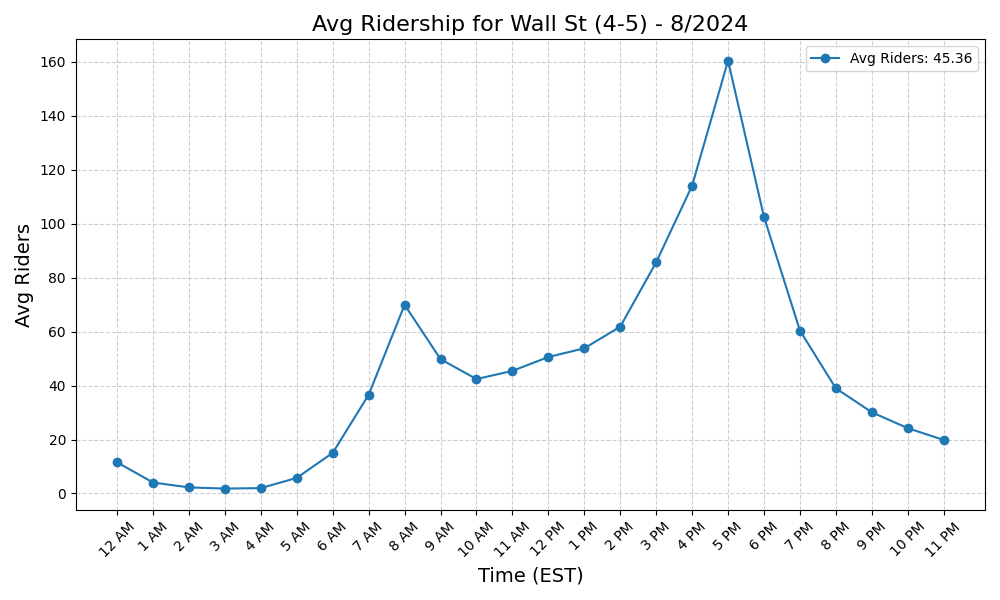 Avg Ridership for Wall St (4-5) - 8/2024
Avg Riders: 45.36
160
140
120
100
80
60
40
20
0
Avg Riders
12 AM
1 AM
2 AM
3 AM
4 AM
5 AM
6 AM
7 AM
8 AM
9 AM
10 AM
11 AM
12 PM
1 PM
2 PM
3 PM
4 PM
5 PM
6 PM
7 PM
8 PM
9 PM
10 PM
11 PM
Time (EST)